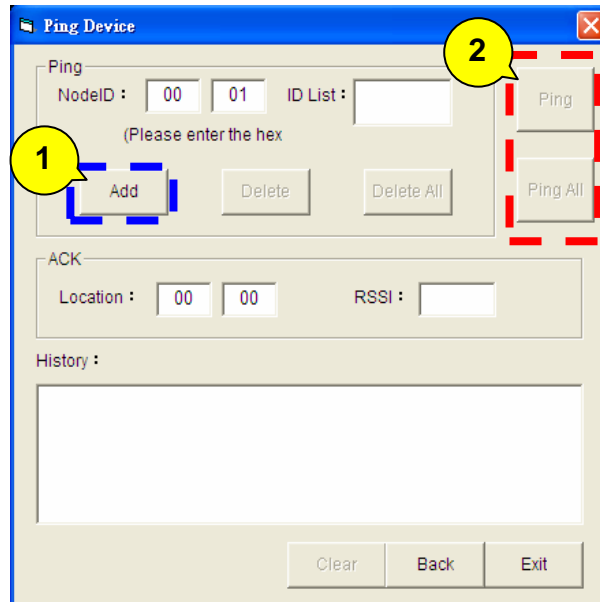 Ping Device
2
Ping
NodeID: 00 01 ID List: Ping
(Please enter the hex
1
Add Delete Delete All Ping All
ACK
Location: 00 00 RSSI:
History:
Clear Back Exit